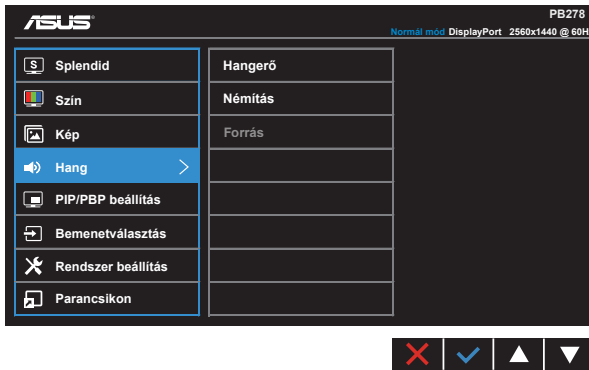 PB278
ASUS
Normál mód DisplayPort 2560x1440 @ 60H
S Splendid
Hangerő
Szín
Némítás
Kép
Forrás
Hang
PIP/PBP beállítás
Bemenetválasztás
Rendszer beállítás
Parancsikon